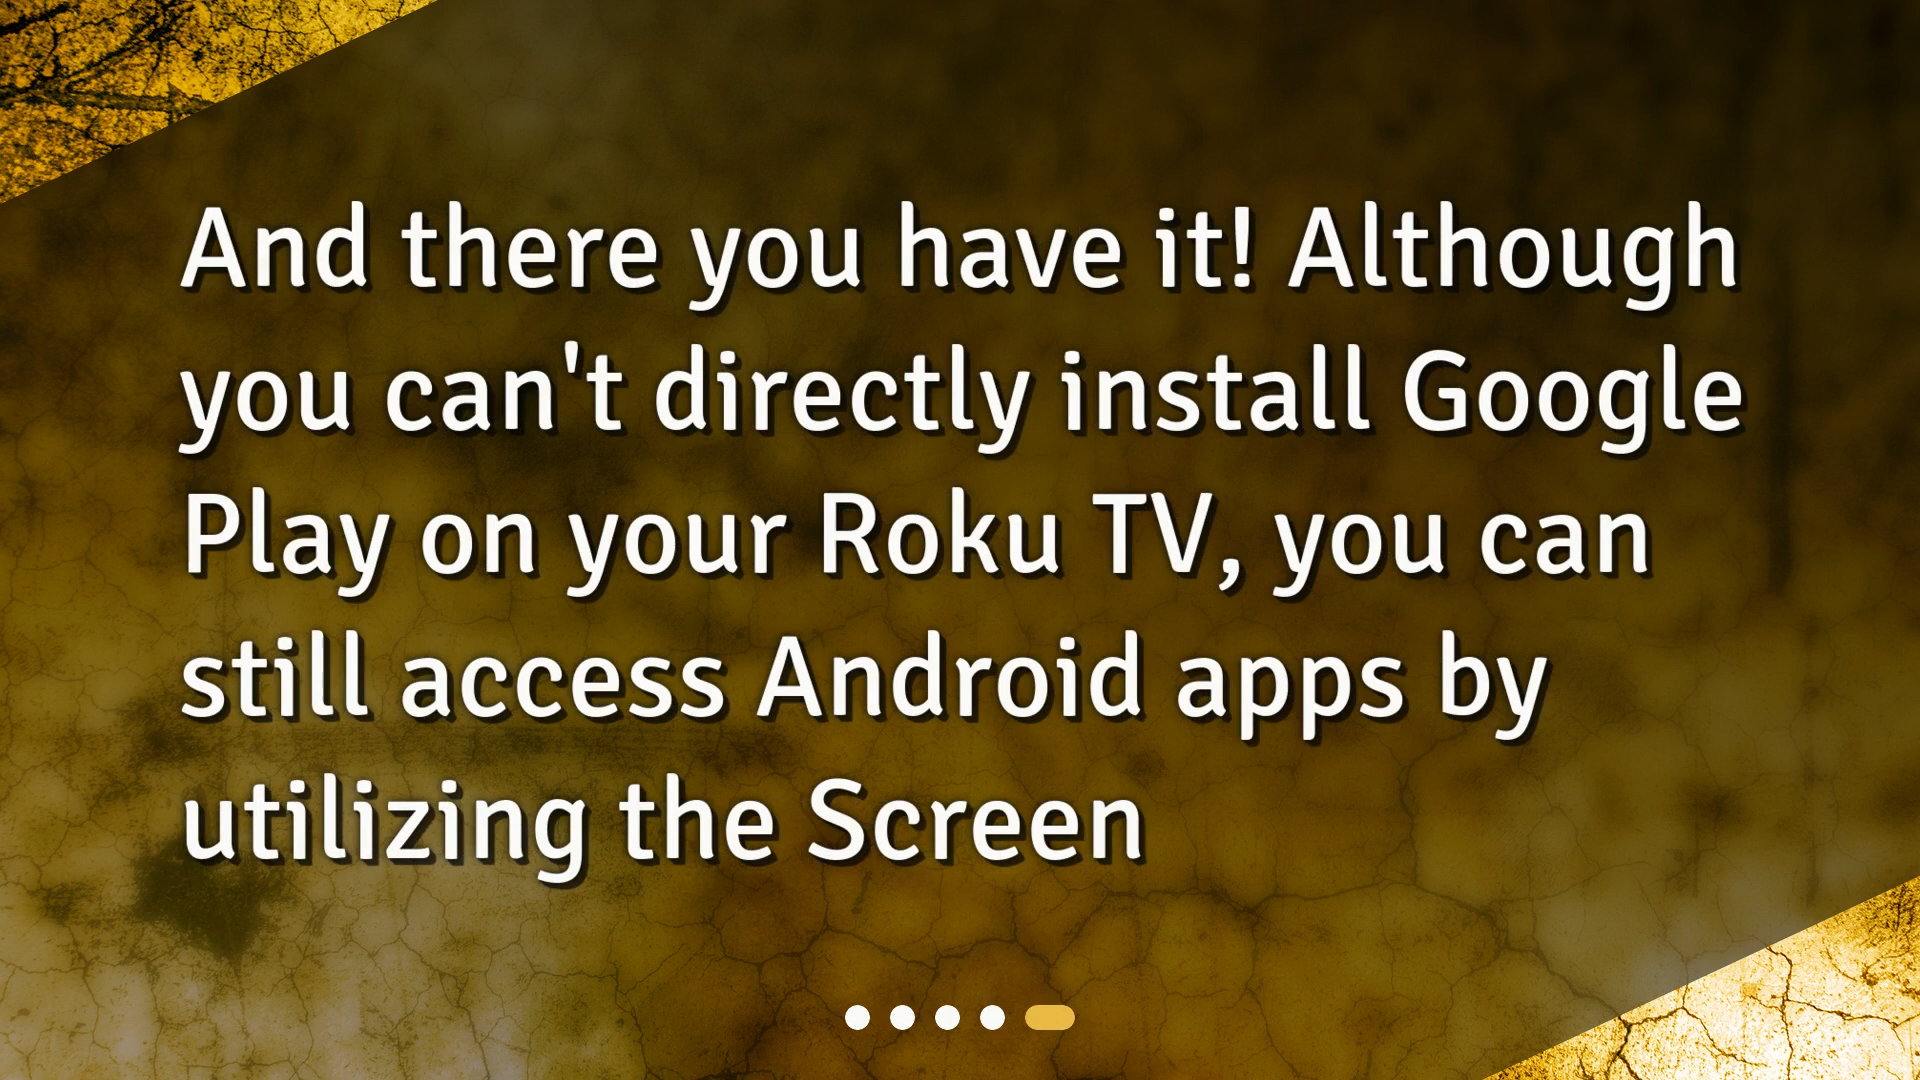 And there you have it! Although
you can't directly install Google
Play on your Roku TV, you can
still access Android apps by
utilizing the Screen